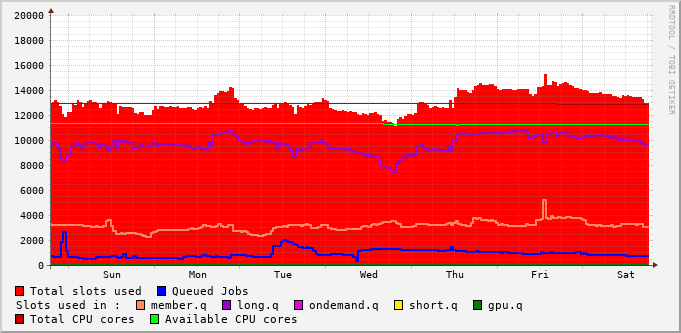 20000
18000
16000
14000
12000
10000
8000
6000
4000
2000
0
Sun Mon Tue Wed Thu Fri Sat
RRDTOOL / TOBI OETIKER
Total slots used Queued Jobs
Slots used in : member.q long.q ondemand.q short.q gpu.q
Total CPU cores Available CPU cores